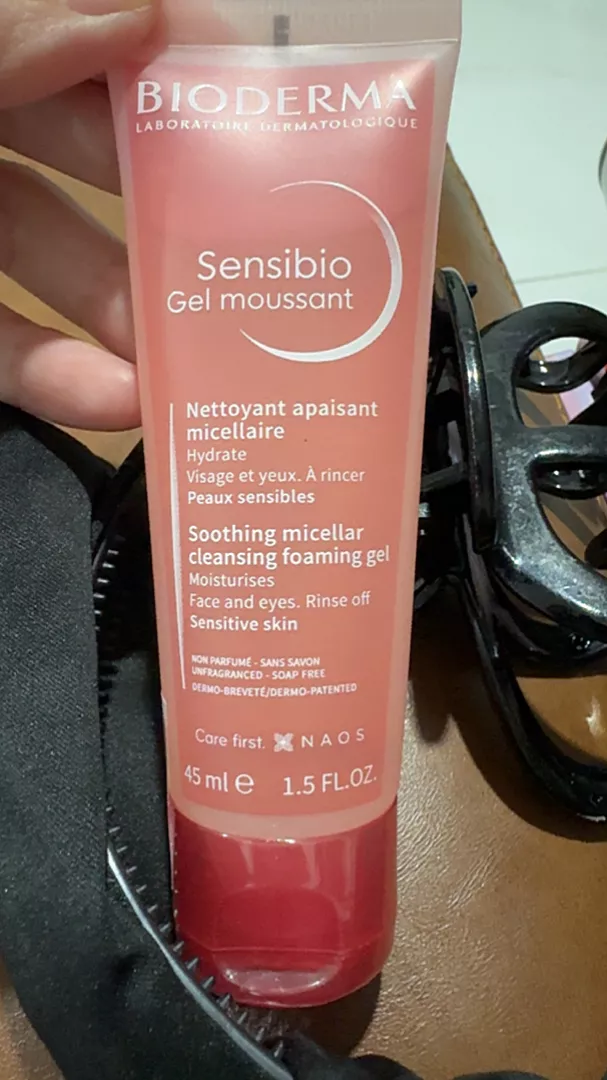 BIODERMA
LABORATOIRE DERMATOLOGIQUE
Sensibio
Gel moussant
Nettoyant apaisant
micellaire
Hydrate
Visage et yeux. À rincer
Peaux sensibles
Soothing micellar
cleansing foaming gel
Moisturises
Face and eyes. Rinse off
Sensitive skin
NON PARFUMÉ - SANS SAVON
UNFRAGRANCED - SOAP FREE
DERMO-BREVETÉ/DERMO-PATENTED
Care first. NAOS
45 ml e 1.5 FL.OZ.